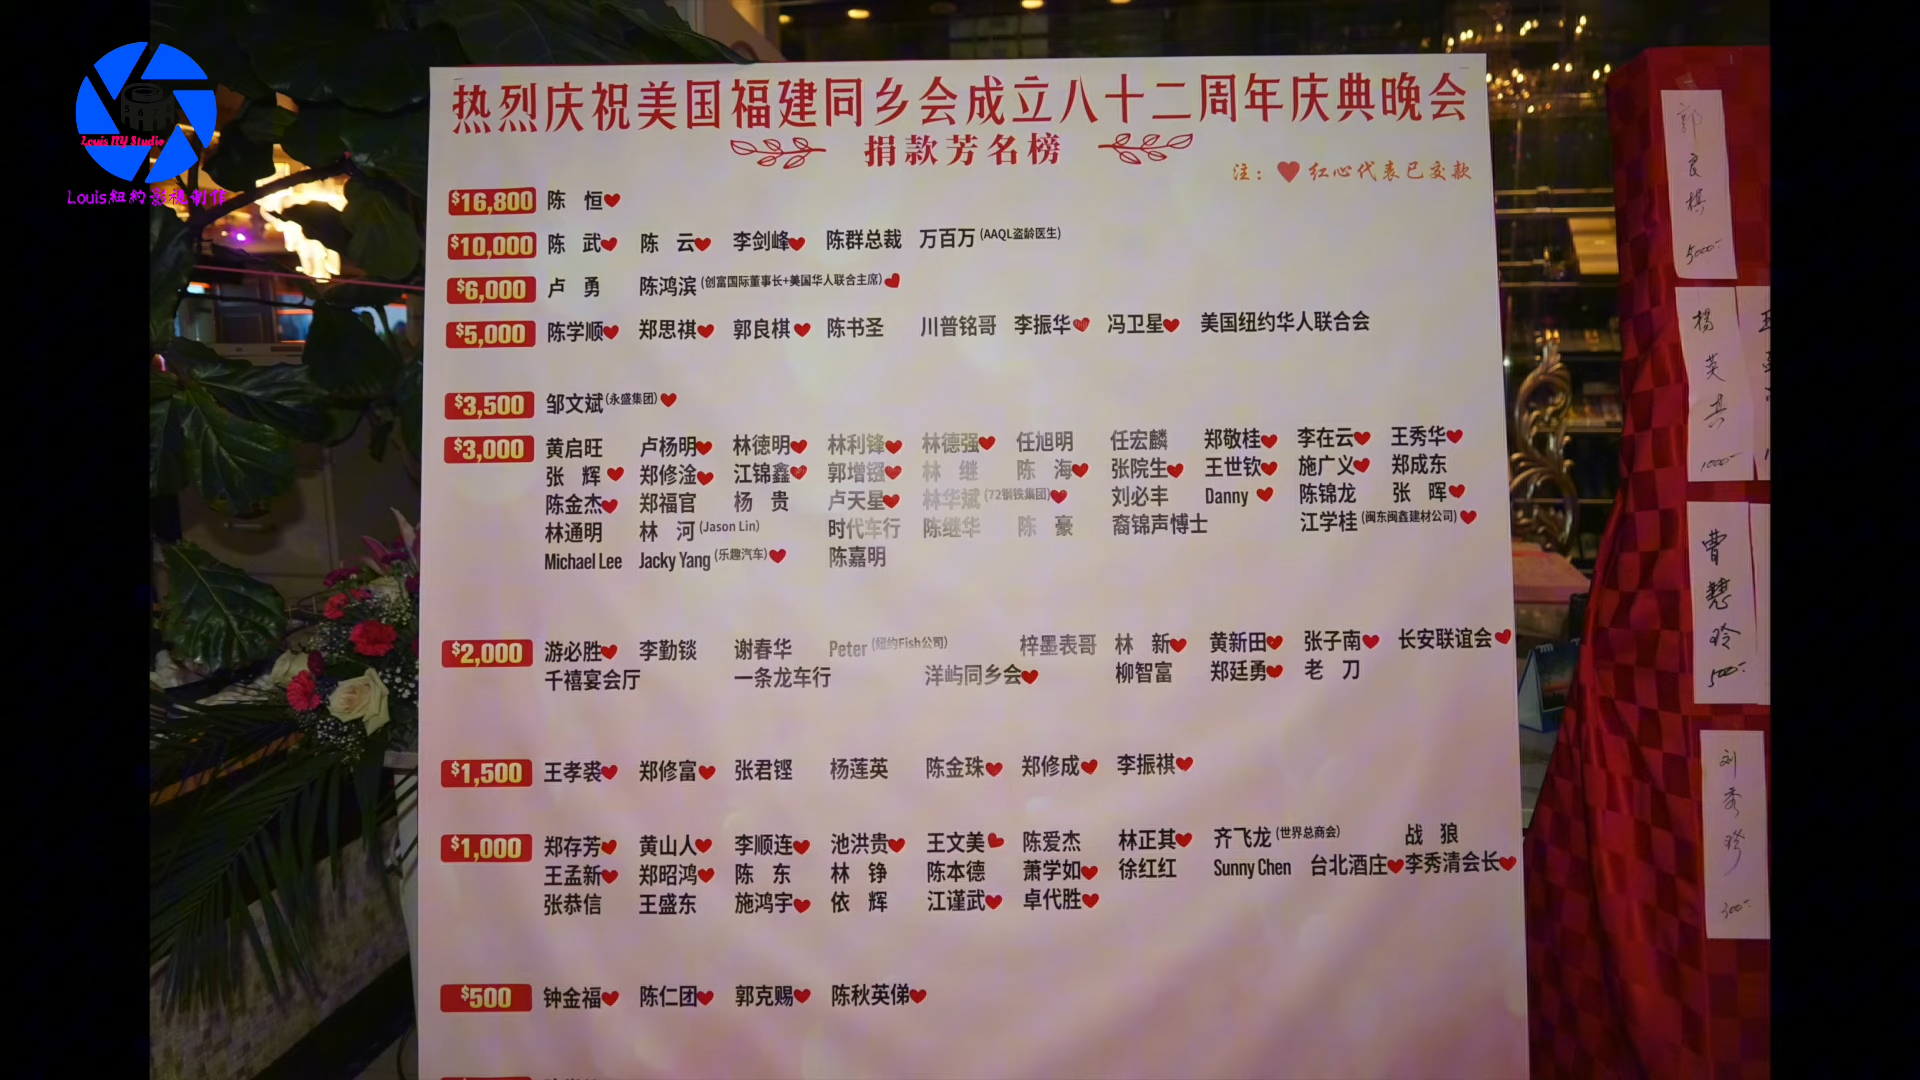 Louis NY Studio
Louis紐約影視制作
热烈庆祝美国福建同乡会成立八十二周年庆典晚会
捐款芳名榜
注：❤红心代表已交款
$16,800 陈 恒❤
$10,000 陈 武❤ 陈 云❤ 李剑峰❤ 陈群总裁 万百万(AAQL盗龄医生)
$6,000 卢 勇 陈鸿滨(创富国际董事长+美国华人联合主席)❤
$5,000 陈学顺❤ 郑思祺❤ 郭良棋❤ 陈书圣 川普铭哥 李振华❤ 冯卫星❤ 美国纽约华人联合会
$3,500 邹文斌(永盛集团)❤
$3,000 黄启旺 卢杨明❤ 林德明❤ 林利锋❤ 林德强❤ 任旭明 任宏麟 郑敬桂❤ 李在云❤ 王秀华❤
张 辉❤ 郑修淦❤ 江锦鑫❤ 郭增镪❤ 林 继 陈 海❤ 张院生❤ 王世钦❤ 施广义❤ 郑成东
陈金杰❤ 郑福官 杨 贵 卢天星❤ 林华斌(72钢铁集团)❤ 刘必丰 Danny❤ 陈锦龙 张 晖❤
林通明 林 河(Jason Lin) 时代车行 陈继华 陈 豪 裔锦声博士 江学桂(闽东闽鑫建材公司)❤
Michael Lee Jacky Yang(乐趣汽车)❤ 陈嘉明
$2,000 游必胜❤ 李勤锬 谢春华 Peter(纽约Fish公司) 梓墨表哥 林 新❤ 黄新田❤ 张子南❤ 长安联谊会❤
千禧宴会厅 一条龙车行 洋屿同乡会❤ 柳智富 郑廷勇❤ 老 刀
$1,500 王孝裘❤ 郑修富❤ 张君铿 杨莲英 陈金珠❤ 郑修成❤ 李振祺❤
$1,000 郑存芳❤ 黄山人❤ 李顺连❤ 池洪贵❤ 王文美❤ 陈爱杰 林正其❤ 齐飞龙(世界总商会) 战 狼
王孟新❤ 郑昭鸿❤ 陈 东 林 铮 陈本德 萧学如❤ 徐红红 Sunny Chen 台北酒庄❤ 李秀清会长❤
张恭信 王盛东 施鸿宇❤ 依 辉 江谨武❤ 卓代胜❤
$500 钟金福❤ 陈仁团❤ 郭克赐❤ 陈秋英俤❤
郭良棋 5000-
杨英共 1000-
曹慧玲 500-
刘秀 300-